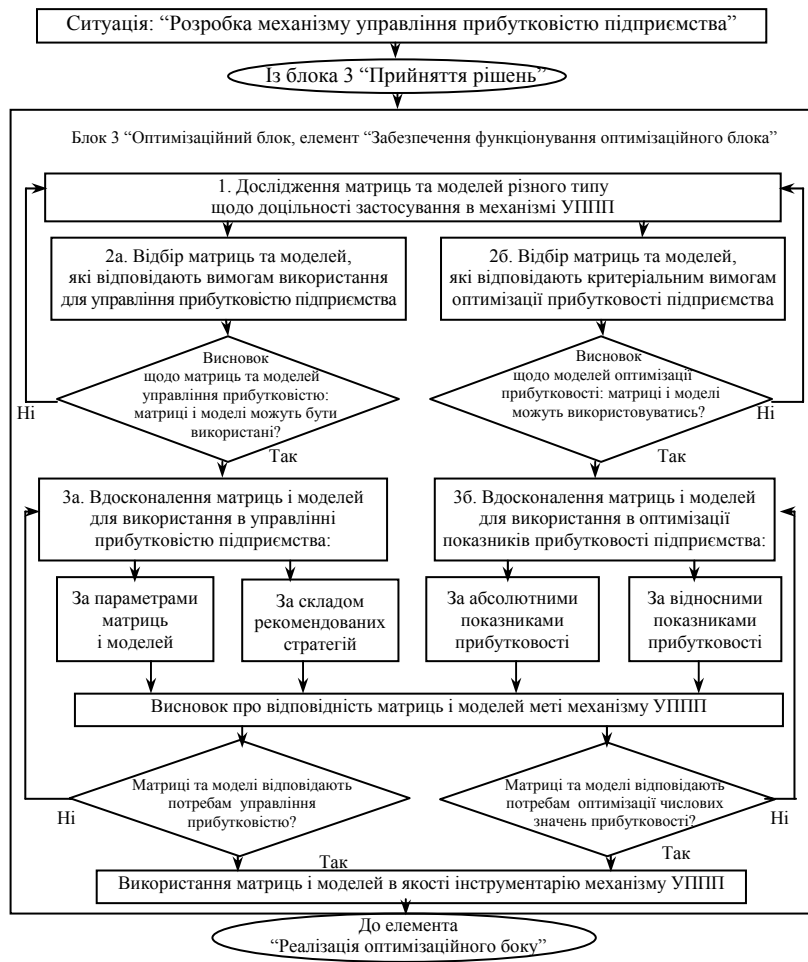 Ситуація: “Розробка механізму управління прибутковістю підприємства”
Із блока 3 “Прийняття рішень”
Блок 3 “Оптимізаційний блок, елемент “Забезпечення функціонування оптимізаційного блока”
1. Дослідження матриць та моделей різного типу
щодо доцільності застосування в механізмі УППП
2а. Відбір матриць та моделей,
які відповідають вимогам використання
для управління прибутковістю підприємства
2б. Відбір матриць та моделей,
які відповідають критеріальним вимогам
оптимізації прибутковості підприємства
Висновок
щодо матриць та моделей
управління прибутковістю:
матриці і моделі можуть бути
використані?
Ні
Так
Висновок
щодо моделей оптимізації
прибутковості: матриці і моделі
можуть використовуватись?
Ні
Так
3а. Вдосконалення матриць і моделей
для використання в управлінні
прибутковістю підприємства:
3б. Вдосконалення матриць і моделей
для використання в оптимізації
показників прибутковості підприємства:
За параметрами
матриць
і моделей
За складом
рекомендованих
стратегій
За абсолютними
показниками
прибутковості
За відносними
показниками
прибутковості
Висновок про відповідність матриць і моделей меті механізму УППП
Матриці та моделі відповідають
потребам управління
прибутковістю?
Ні
Так
Матриці та моделі відповідають
потребам оптимізації числових
значень прибутковості?
Ні
Так
Використання матриць і моделей в якості інструментарію механізму УППП
До елемента
“Реалізація оптимізаційного боку”